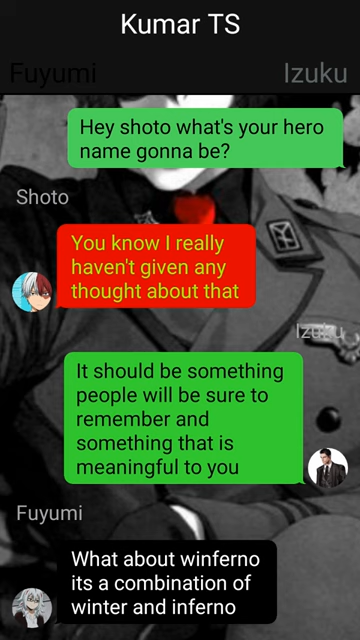 Kumar TS
Fuyumi
Izuku
Hey shoto what's your hero
name gonna be?
Shoto
You know I really
haven't given any
thought about that
Izuku
It should be something
people will be sure to
remember and
something that is
meaningful to you
Fuyumi
What about winferno
its a combination of
winter and inferno